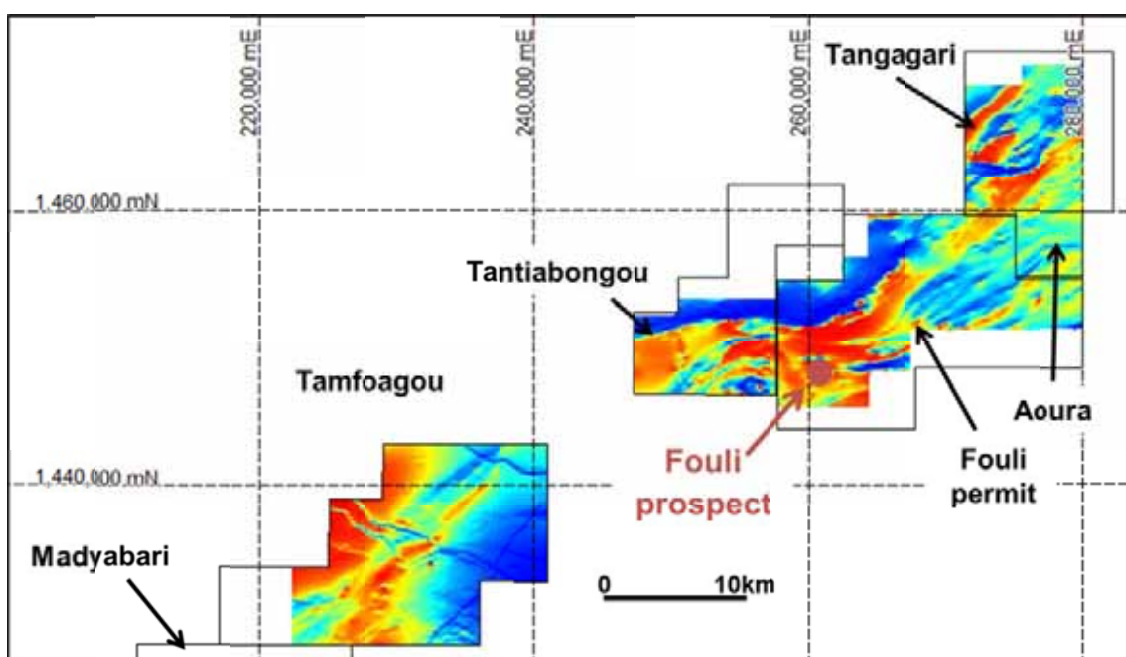 220,000 mE
240,000 mE
260,000 mE
280,000 mE
Tangagari
1,460,000 mN
Tantiabongou
Tamfoagou
Aoura
Fouli
prospect
Fouli
permit
1,440,000 mN
Madyabari
0 10km